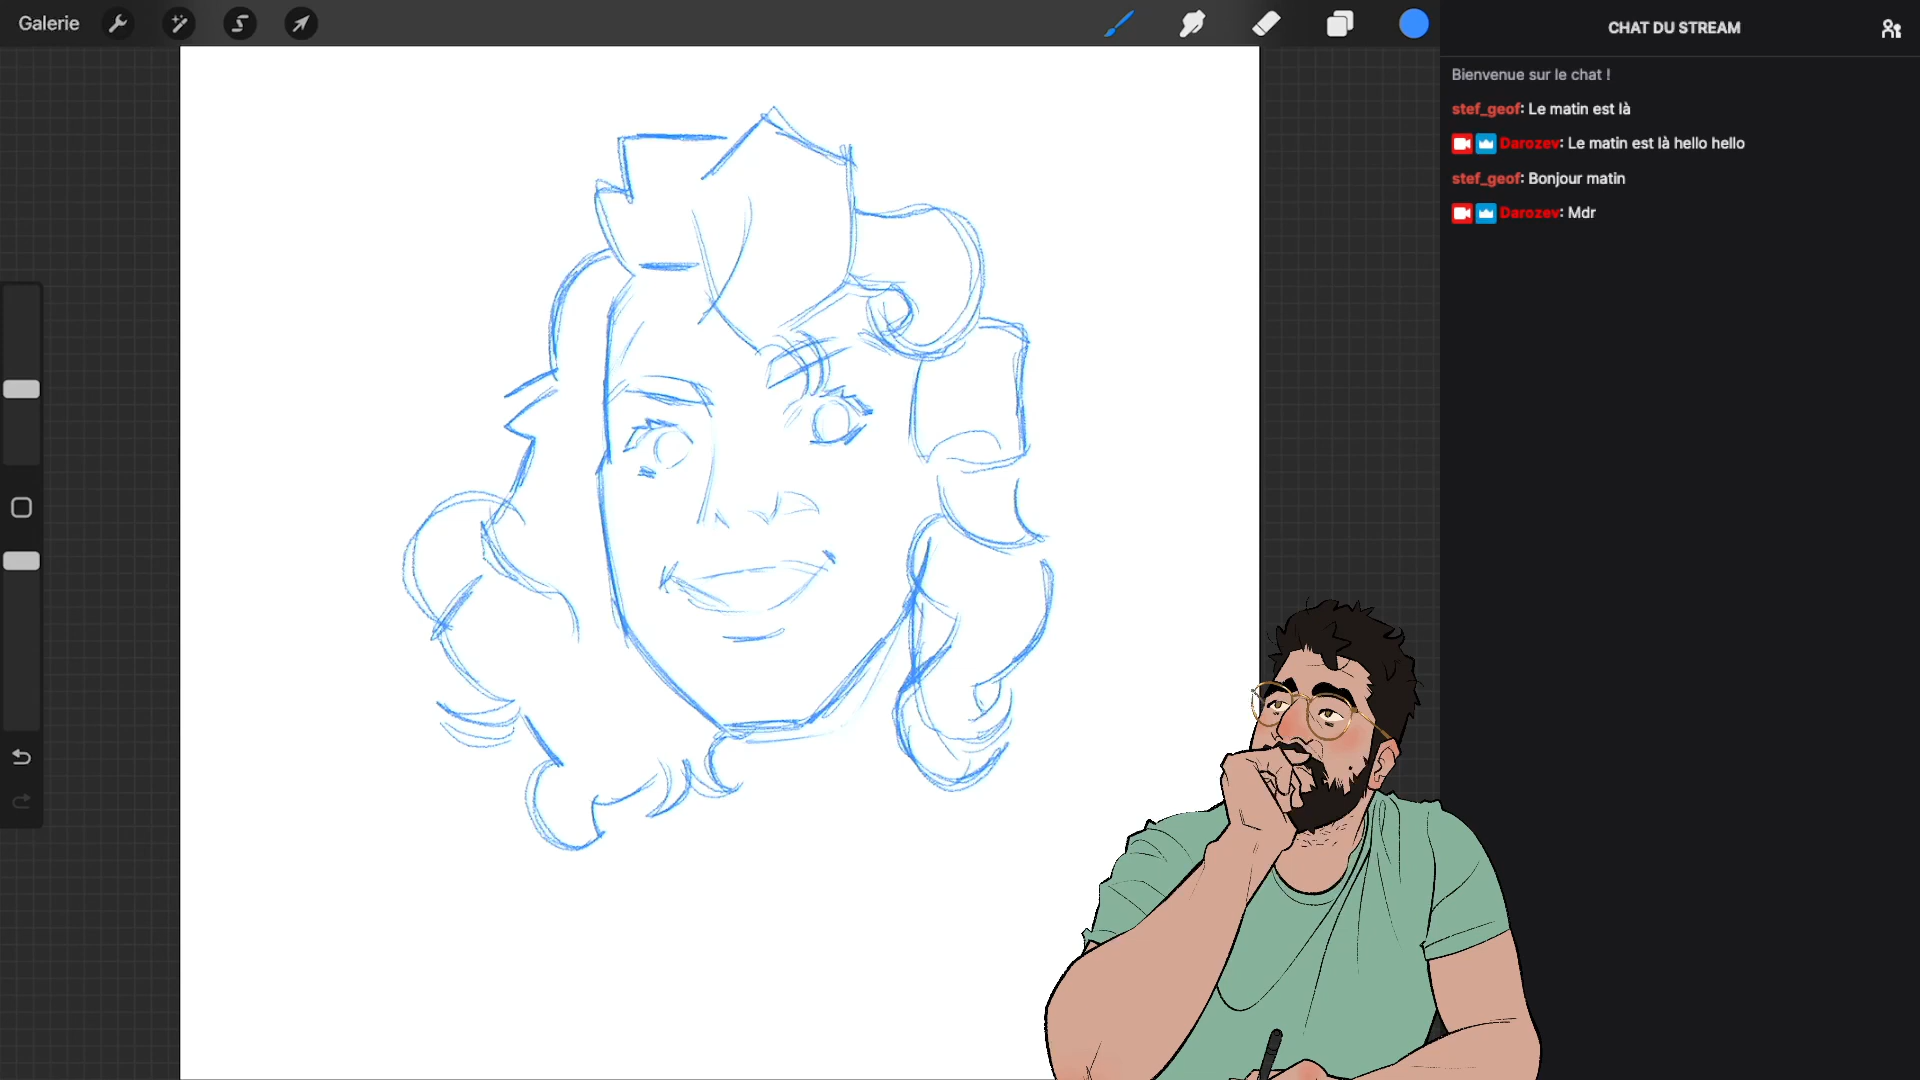 Galerie
CHAT DU STREAM
Bienvenue sur le chat !
stef_geof: Le matin est là
Darozev: Le matin est là hello hello
stef_geof: Bonjour matin
Darozev: Mdr